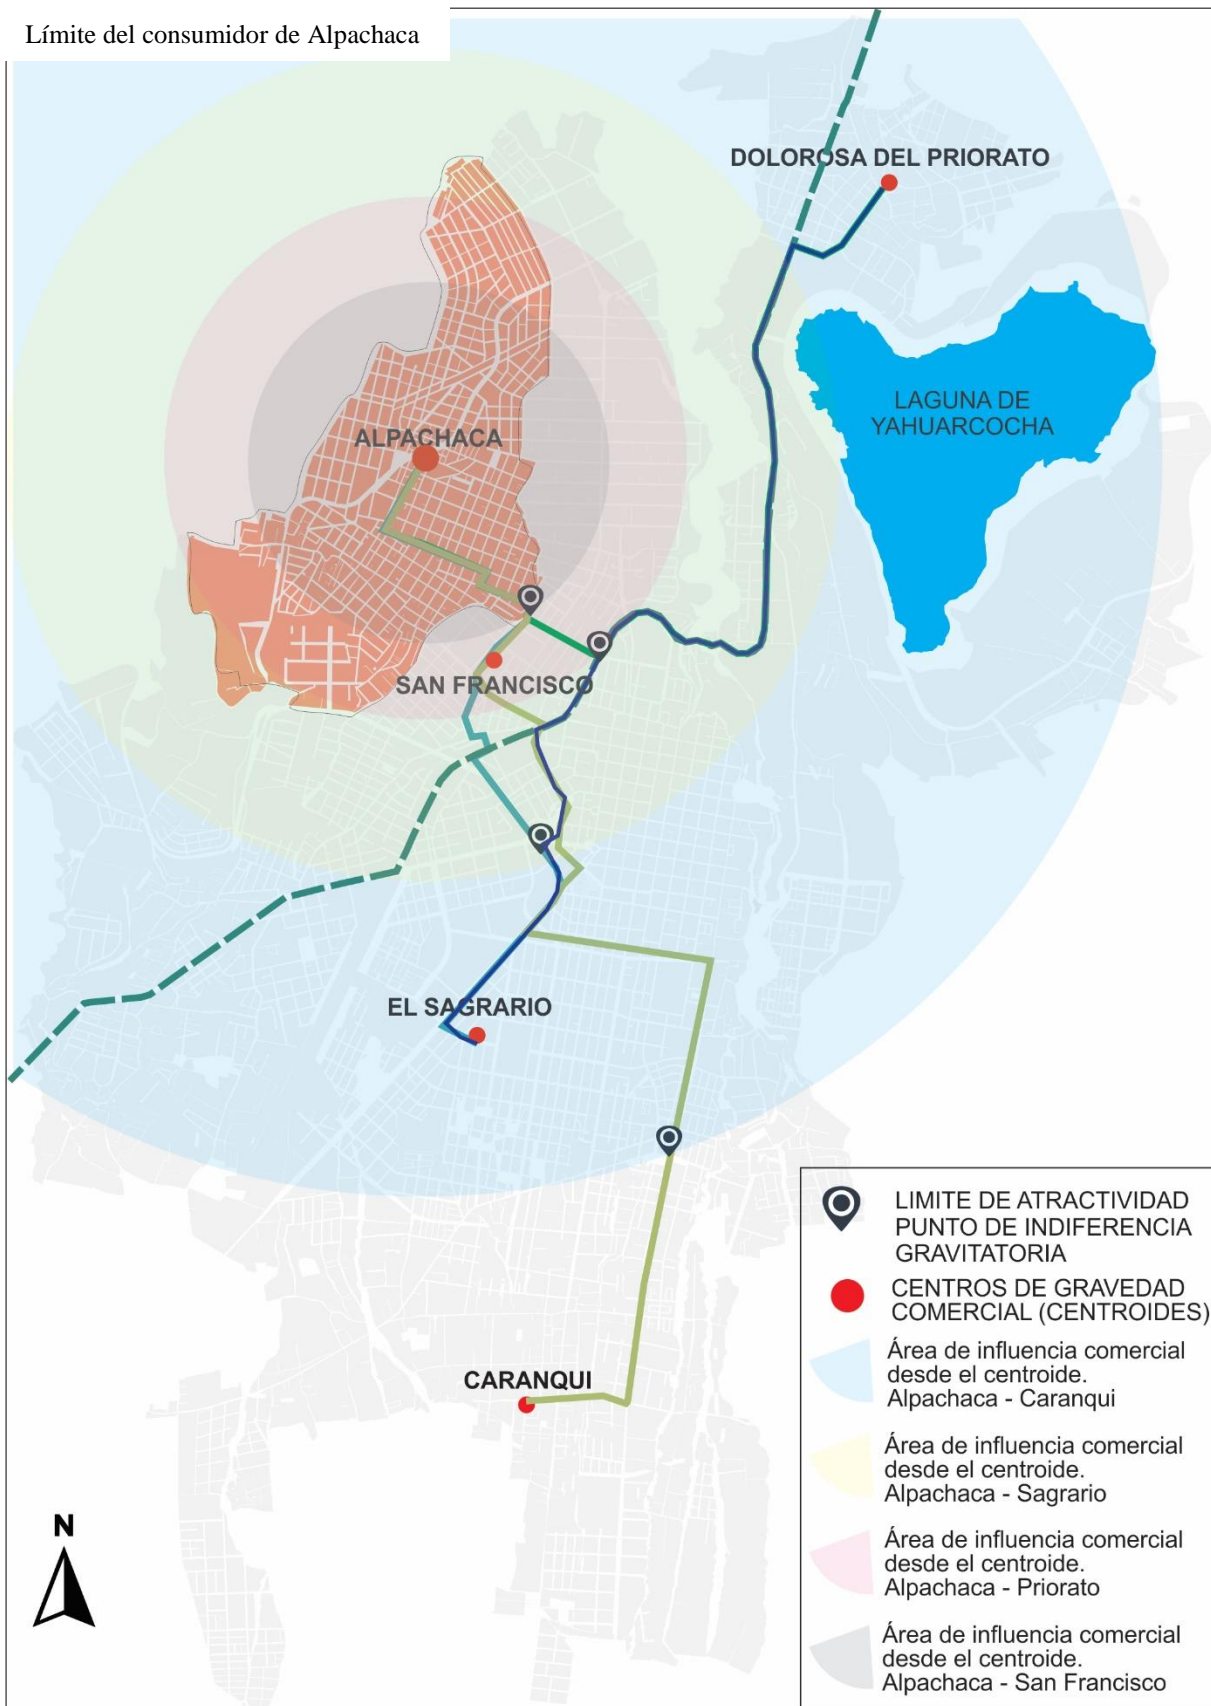 Límite del consumidor de Alpachaca
DOLOROSA DEL PRIORATO
LAGUNA DE
YAHUARCOCHA
ALPACHACA
SAN FRANCISCO
EL SAGRARIO
CARANQUI
N
LIMITE DE ATRACTIVIDAD
PUNTO DE INDIFERENCIA
GRAVITATORIA
CENTROS DE GRAVEDAD
COMERCIAL (CENTROIDES)
Área de influencia comercial
desde el centroide.
Alpachaca - Caranqui
Área de influencia comercial
desde el centroide.
Alpachaca - Sagrario
Área de influencia comercial
desde el centroide.
Alpachaca - Priorato
Área de influencia comercial
desde el centroide.
Alpachaca - San Francisco